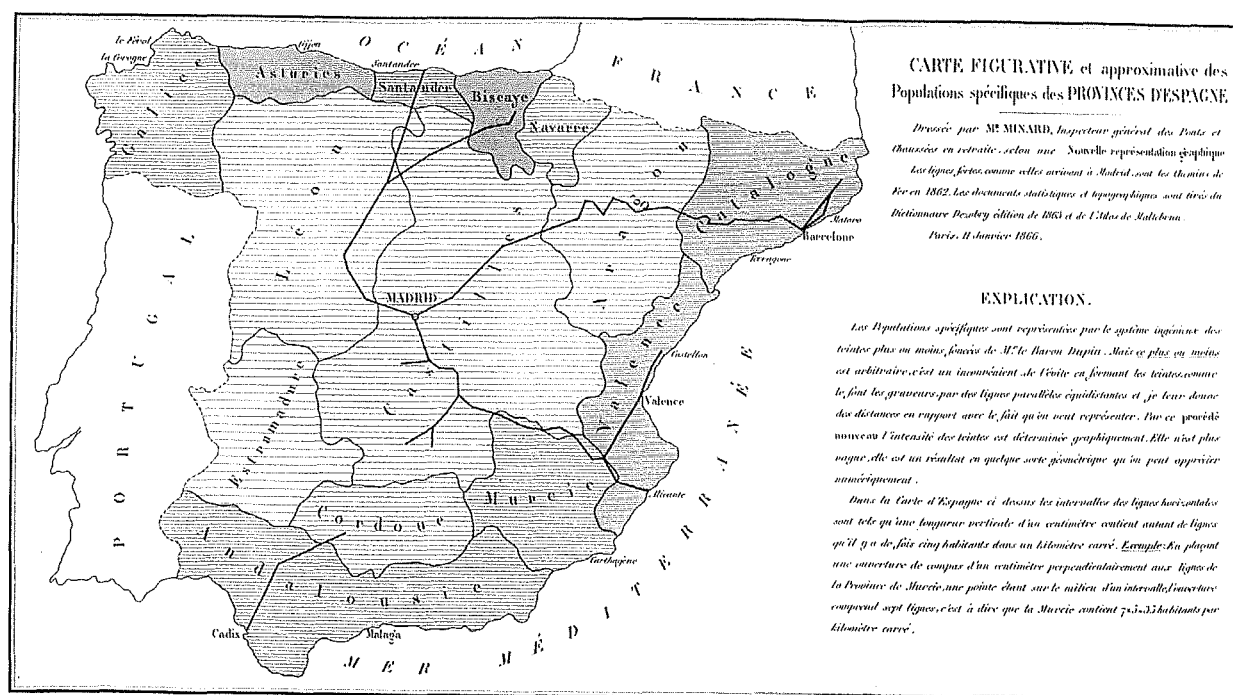 CARTE FIGURATIVE et approximative des
Populations spécifiques des PROVINCES D'ESPAGNE
Dressée par Mr. MINARD, Inspecteur général des Ponts et
Chaussées en retraite, selon une Nouvelle représentation graphique
Les lignes fortes, comme celles arrivant à Madrid, sont les Chemins de
Fer en 1862. Les documents statistiques et topographiques sont tirés du
Dictionnaire Dezobry édition de 1863 et de l'Atlas de Maltebrun.
Paris, 11 Janvier 1866.
EXPLICATION.
Les Populations spécifiques sont représentées par le système ingénieux des
teintes plus ou moins foncées de Mr. le Baron Dupin. Mais ce plus ou moins
est arbitraire, c'est un inconvénient. Je l'évite en formant les teintes, comme
le font les graveurs, par des lignes parallèles équidistantes et je leur donne
des distances en rapport avec le fait qu'on veut représenter. Par ce procédé
nouveau l'intensité des teintes est déterminée graphiquement. Elle n'est plus
vague, elle est un résultat en quelque sorte géométrique qu'on peut apprécier
numériquement.
Dans la Carte d'Espagne ci dessus les intervalles des lignes horizontales
sont tels qu'une longueur verticale d'un centimètre contient autant de lignes
qu'il y a de fois cinq habitants dans un kilomètre carré. Exemple: En plaçant
une ouverture de compas d'un centimètre perpendiculairement aux lignes de
la Province de Murcie, une pointe étant sur le milieu d'un intervalle, l'ouverture
comprend sept lignes, c'est à dire que la Murcie contient 7×5=35 habitants par
kilomètre carré.
OCÉAN
FRANCE
le Férol
la Corogne
Gijon
Santander
Galice
Asturies
Santander
Biscaye
Navarre
Léon
Castilles
Aragon
Catalogne
Mataro
Barcelone
Tarragone
MADRID
PORTUGAL
Estramadure
Castellon
Valence
Valence
Alicante
Murcie
Cordoue
Carthagène
Andalousie
Cadix
Malaga
MER MÉDITERRANÉE